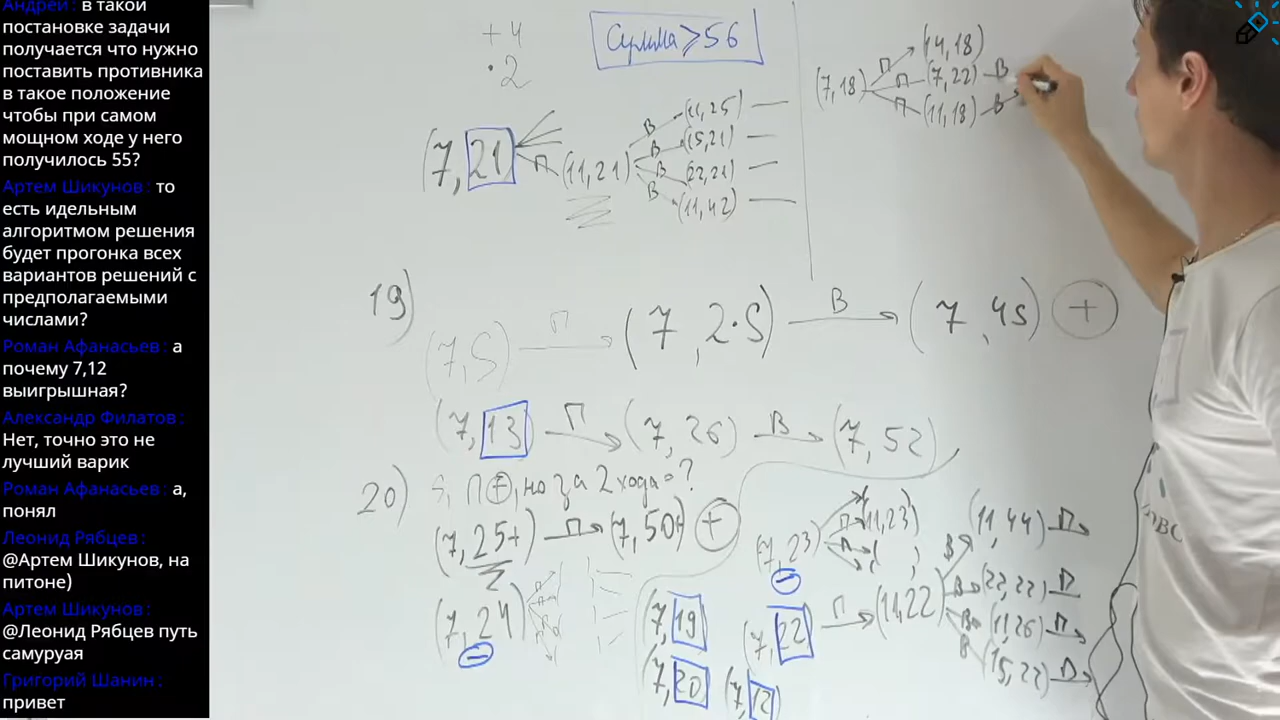 Андрей : в такой
постановке задачи
получается что нужно
поставить противника
в такое положение
чтобы при самом
мощном ходе у него
получилось 55?
Артем Шикунов : то
есть идельным
алгоритмом решения
будет прогонка всех
вариантов решений с
предполагаемыми
числами?
Роман Афанасьев : а
почему 7,12
выигрышная?
Александр Филатов :
Нет, точно это не
лучший варик
Роман Афанасьев : а,
понял
Леонид Рябцев :
@Артем Шикунов, на
питоне)
Артем Шикунов :
@Леонид Рябцев путь
самуруая
Григорий Шанин :
привет
+4
·2
Сумма ⩾ 56
(7, 21) П (11, 21)
В (11, 25)
В (15, 21)
В (22, 21)
В (11, 42)
(7, 18)
П (14, 18)
П (7, 22) В
П (11, 18) В
19)
(7, S) П (7, 2·S) В (7, 4S) +
(7, 13) П (7, 26) В (7, 52)
20) S, П +, но за 2 хода = ?
(7, 25+) П (7, 50+) +
(7, 24)
(7, 19)
(7, 20)
(7, 12)
(7, 23) П (11, 23)
П
(7, 22) П (11, 22)
В (11, 44) П
В (22, 22) П
В (11, 26) П
В (15, 22) П